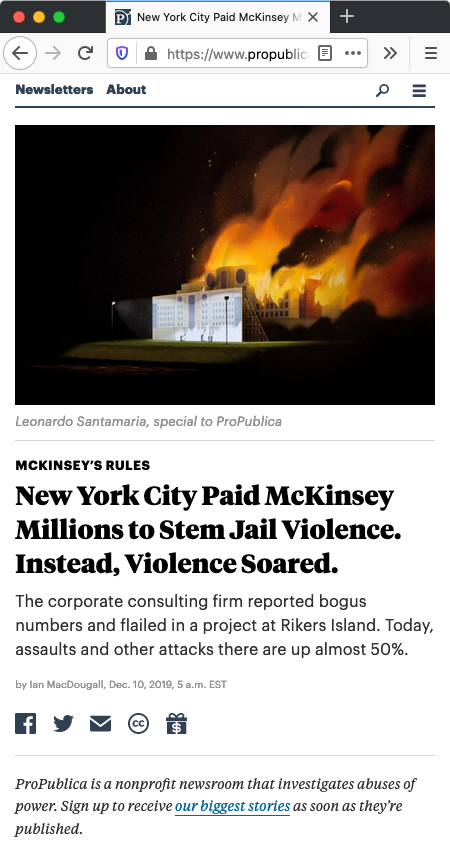 New York City Paid McKinsey M
https://www.propublic
Newsletters About
Leonardo Santamaria, special to ProPublica
MCKINSEY'S RULES
New York City Paid McKinsey
Millions to Stem Jail Violence.
Instead, Violence Soared.
The corporate consulting firm reported bogus
numbers and flailed in a project at Rikers Island. Today,
assaults and other attacks there are up almost 50%.
by Ian MacDougall, Dec. 10, 2019, 5 a.m. EST
cc
$
ProPublica is a nonprofit newsroom that investigates abuses of
power. Sign up to receive our biggest stories as soon as they're
published.